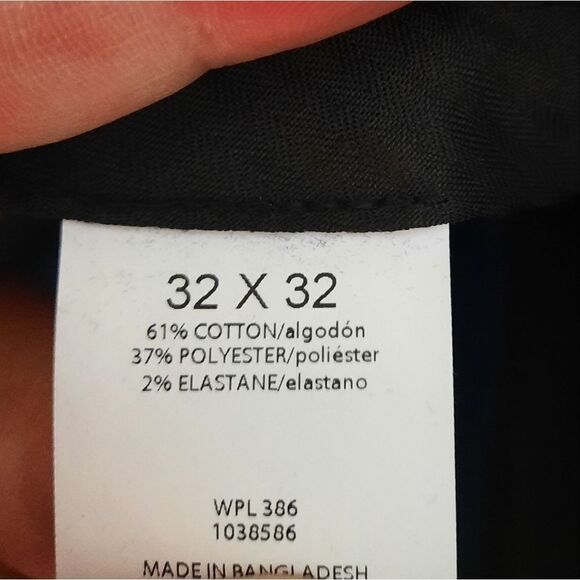 32 X 32
61% COTTON/algodón
37% POLYESTER/poliéster
2% ELASTANE/elastano
WPL 386
1038586
MADE IN BANGLADESH